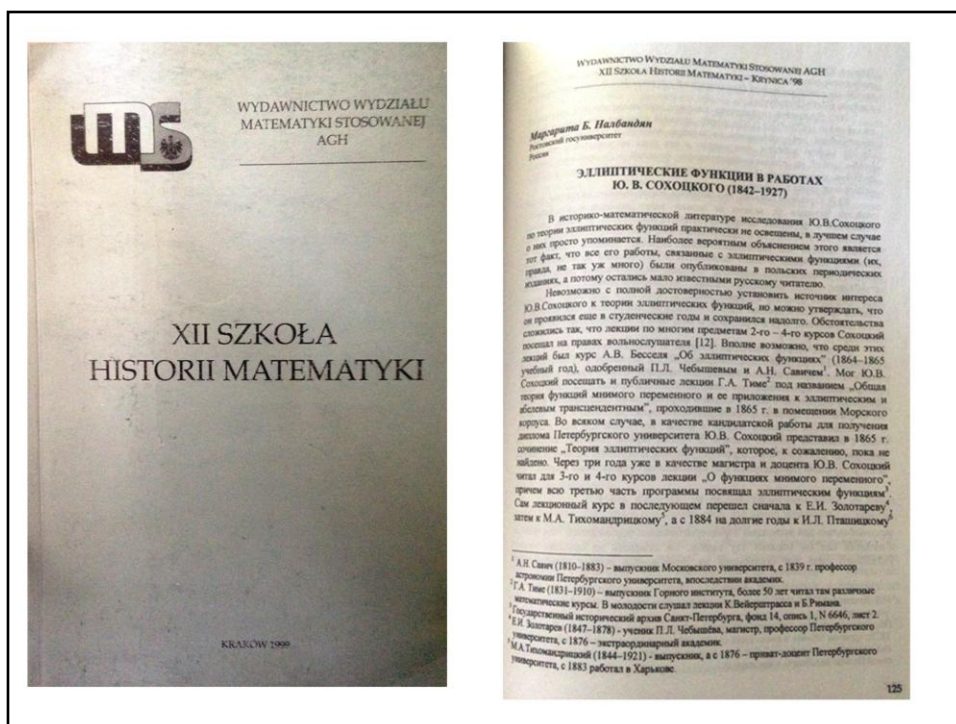 WYDAWNICTWO WYDZIAŁU
MATEMATYKI STOSOWANEJ
AGH
XII SZKOŁA
HISTORII MATEMATYKI
KRAKÓW 1999
WYDAWNICTWO WYDZIAŁU MATEMATYKI STOSOWANEJ AGH
XII SZKOŁA HISTORII MATEMATYKI – KRYNICA '98
Маргарита Б. Налбандян
Ростовский госуниверситет
Россия
ЭЛЛИПТИЧЕСКИЕ ФУНКЦИИ В РАБОТАХ
Ю. В. СОХОЦКОГО (1842–1927)
В историко-математической литературе исследования Ю.В.Сохоцкого
по теории эллиптических функций практически не освещены, в лучшем случае
о них просто упоминается. Наиболее вероятным объяснением этого является
тот факт, что все его работы, связанные с эллиптическими функциями (их,
правда, не так уж много) были опубликованы в польских периодических
изданиях, а потому остались мало известными русскому читателю.
Невозможно с полной достоверностью установить источник интереса
Ю.В.Сохоцкого к теории эллиптических функций, но можно утверждать, что
он проявился еще в студенческие годы и сохранился надолго. Обстоятельства
сложились так, что лекции по многим предметам 2-го – 4-го курсов Сохоцкий
посещал на правах вольнослушателя [12]. Вполне возможно, что среди этих
лекций был курс А.В. Бесселя „Об эллиптических функциях" (1864–1865
учебный год), одобренный П.Л. Чебышевым и А.Н. Савичем¹. Мог Ю.В.
Сохоцкий посещать и публичные лекции Г.А. Тиме² под названием „Общая
теория функций мнимого переменного и ее приложения к эллиптическим и
абелевым трансцендентным", проходившие в 1865 г. в помещении Морского
корпуса. Во всяком случае, в качестве кандидатской работы для получения
диплома Петербургского университета Ю.В. Сохоцкий представил в 1865 г.
сочинение „Теория эллиптических функций", которое, к сожалению, пока не
найдено. Через три года уже в качестве магистра и доцента Ю.В. Сохоцкий
читал для 3-го и 4-го курсов лекции „О функциях мнимого переменного",
причем всю третью часть программы посвящал эллиптическим функциям³.
Сам лекционный курс в последующем перешел сначала к Е.И. Золотареву⁴,
затем к М.А. Тихомандрицкому⁵, а с 1884 на долгие годы к И.Л. Пташицкому⁶
¹ А.Н. Савич (1810–1883) – выпускник Московского университета, с 1839 г. профессор
астрономии Петербургского университета, впоследствии академик.
² Г.А. Тиме (1831–1910) – выпускник Горного института, более 50 лет читал там различные
математические курсы. В молодости слушал лекции К.Вейерштрасса и Б.Римана.
³ Государственный исторический архив Санкт-Петербурга, фонд 14, опись 1, N 6646, лист 2.
⁴ Е.И. Золотарев (1847–1878) - ученик П.Л. Чебышёва, магистр, профессор Петербургского
университета, с 1876 – экстраординарный академик.
⁵ М.А.Тихомандрицкий (1844–1921) - выпускник, а с 1876 – приват-доцент Петербургского
университета, с 1883 работал в Харькове.
125